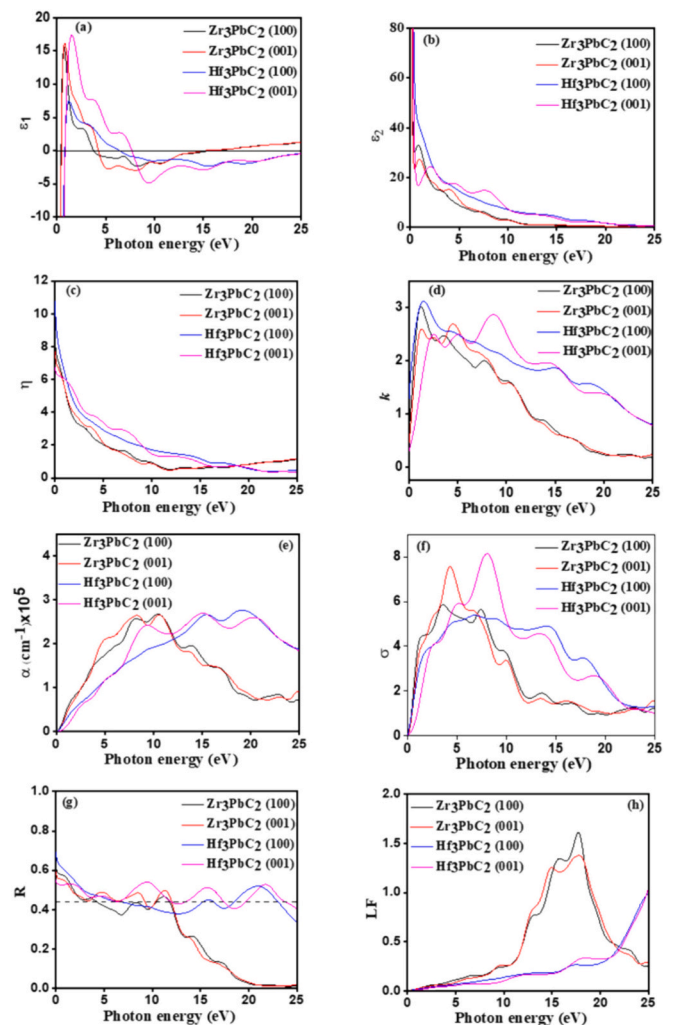 (a)
Zr3PbC2 (100)
Zr3PbC2 (001)
Hf3PbC2 (100)
Hf3PbC2 (001)
20
15
10
5
0
-5
-10
ε1
0 5 10 15 20 25
Photon energy (eV)
(b)
Zr3PbC2 (100)
Zr3PbC2 (001)
Hf3PbC2 (100)
Hf3PbC2 (001)
80
60
40
20
0
ε2
0 5 10 15 20 25
Photon energy (eV)
(c)
Zr3PbC2 (100)
Zr3PbC2 (001)
Hf3PbC2 (100)
Hf3PbC2 (001)
12
10
8
6
4
2
0
η
0 5 10 15 20 25
Photon energy (eV)
(d)
Zr3PbC2 (100)
Zr3PbC2 (001)
Hf3PbC2 (100)
Hf3PbC2 (001)
3
2
1
0
k
0 5 10 15 20 25
Photon energy (eV)
(e)
Zr3PbC2 (100)
Zr3PbC2 (001)
Hf3PbC2 (100)
Hf3PbC2 (001)
4
3
2
1
0
α (cm-1)x105
0 5 10 15 20 25
Photon energy (eV)
(f)
Zr3PbC2 (100)
Zr3PbC2 (001)
Hf3PbC2 (100)
Hf3PbC2 (001)
8
6
4
2
0
σ
0 5 10 15 20 25
Photon energy (eV)
(g)
Zr3PbC2 (100)
Zr3PbC2 (001)
Hf3PbC2 (100)
Hf3PbC2 (001)
1.0
0.8
0.6
0.4
0.2
0.0
R
0 5 10 15 20 25
Photon energy (eV)
(h)
Zr3PbC2 (100)
Zr3PbC2 (001)
Hf3PbC2 (100)
Hf3PbC2 (001)
2.0
1.5
1.0
0.5
0.0
LF
0 5 10 15 20 25
Photon energy (eV)